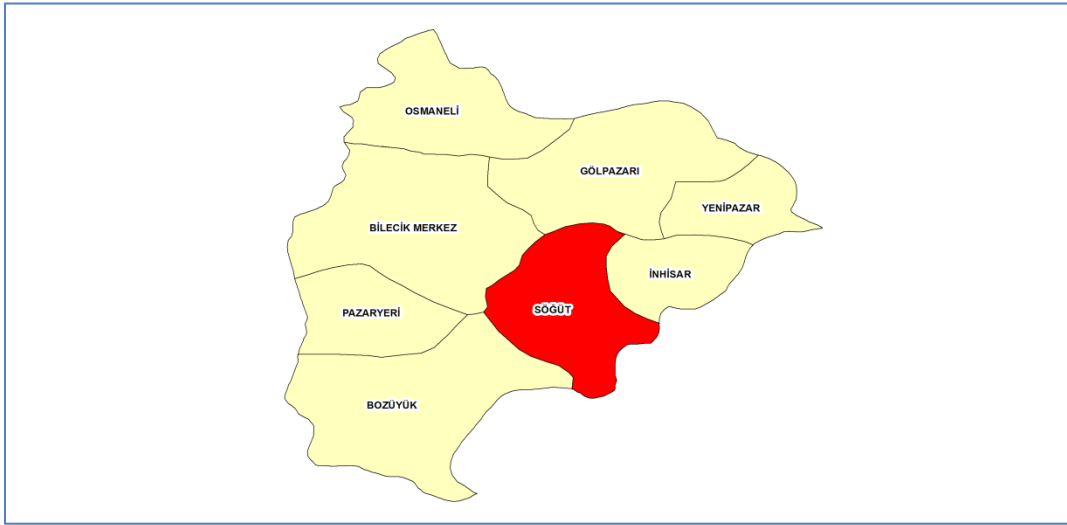 OSMANELİ
GÖLPAZARI
YENİPAZAR
BİLECİK MERKEZ
İNHİSAR
SÖĞÜT
PAZARYERİ
BOZÜYÜK